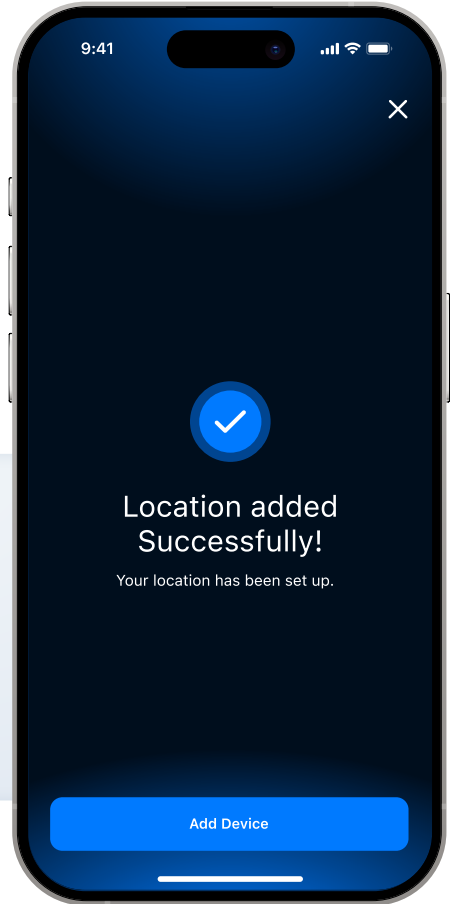 9:41
Location added
Successfully!
Your location has been set up.
Add Device